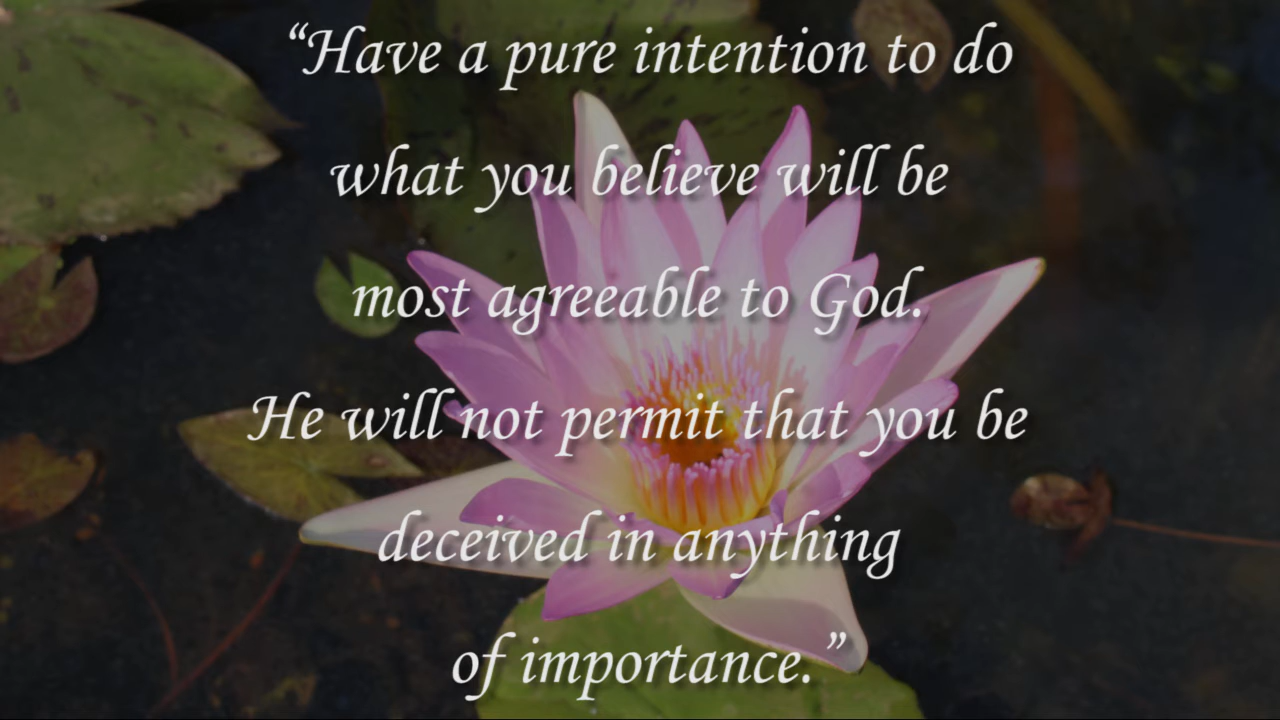 “Have a pure intention to do
what you believe will be
most agreeable to God.
He will not permit that you be
deceived in anything
of importance.”